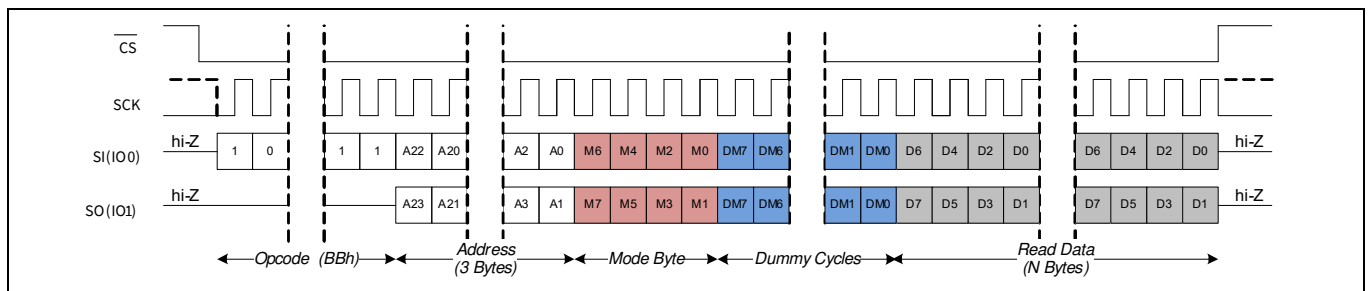 CS
SCK
hi-Z
SI(IO0) 1 0 1 1 A22 A20 A2 A0 M6 M4 M2 M0 DM7 DM6 DM1 DM0 D6 D4 D2 D0 D6 D4 D2 D0 hi-Z
hi-Z
SO(IO1) A23 A21 A3 A1 M7 M5 M3 M1 DM7 DM6 DM1 DM0 D7 D5 D3 D1 D7 D5 D3 D1 hi-Z
Opcode (BBh) Address Mode Byte Dummy Cycles Read Data
(3 Bytes) (N Bytes)